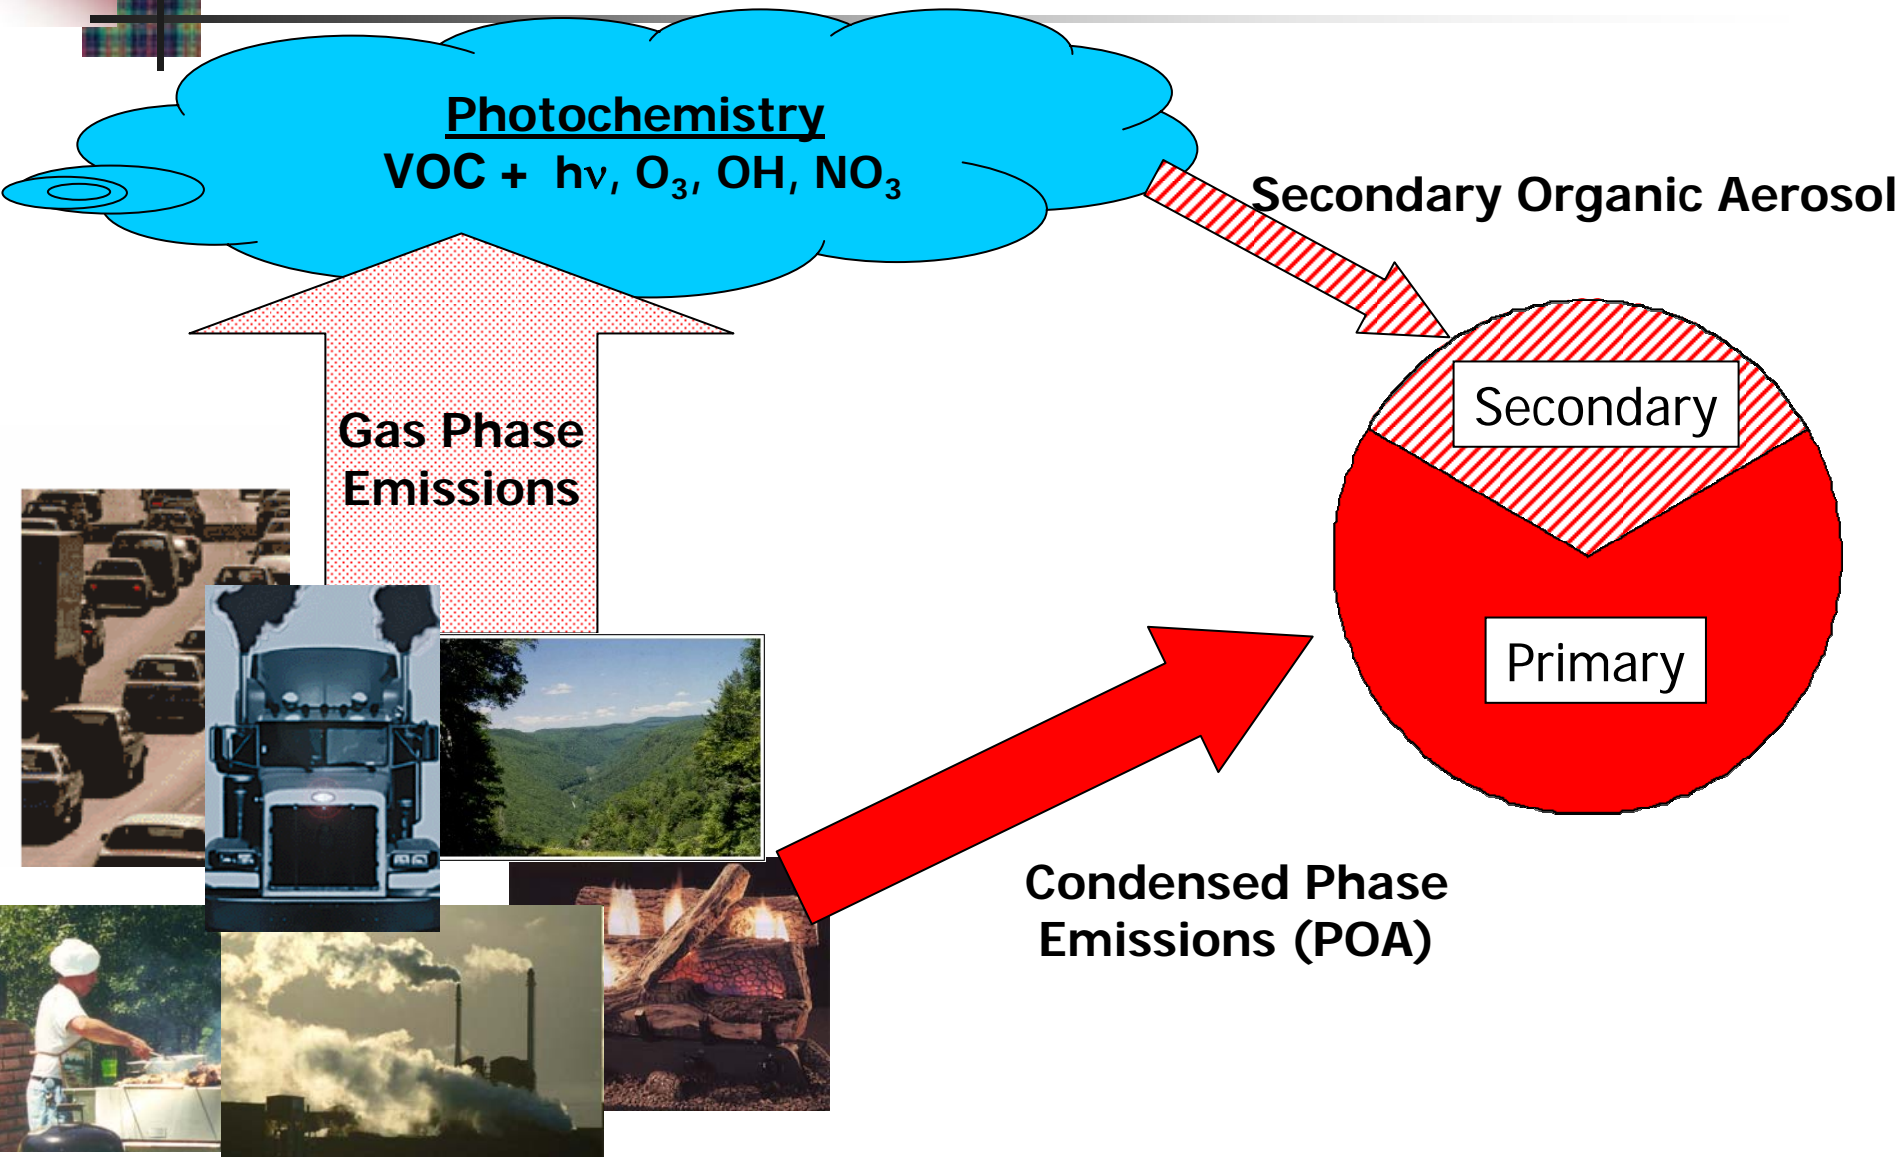 Photochemistry
VOC + hν, O₃, OH, NO₃
Secondary Organic Aerosol
Secondary
Gas Phase
Emissions
Primary
Condensed Phase
Emissions (POA)